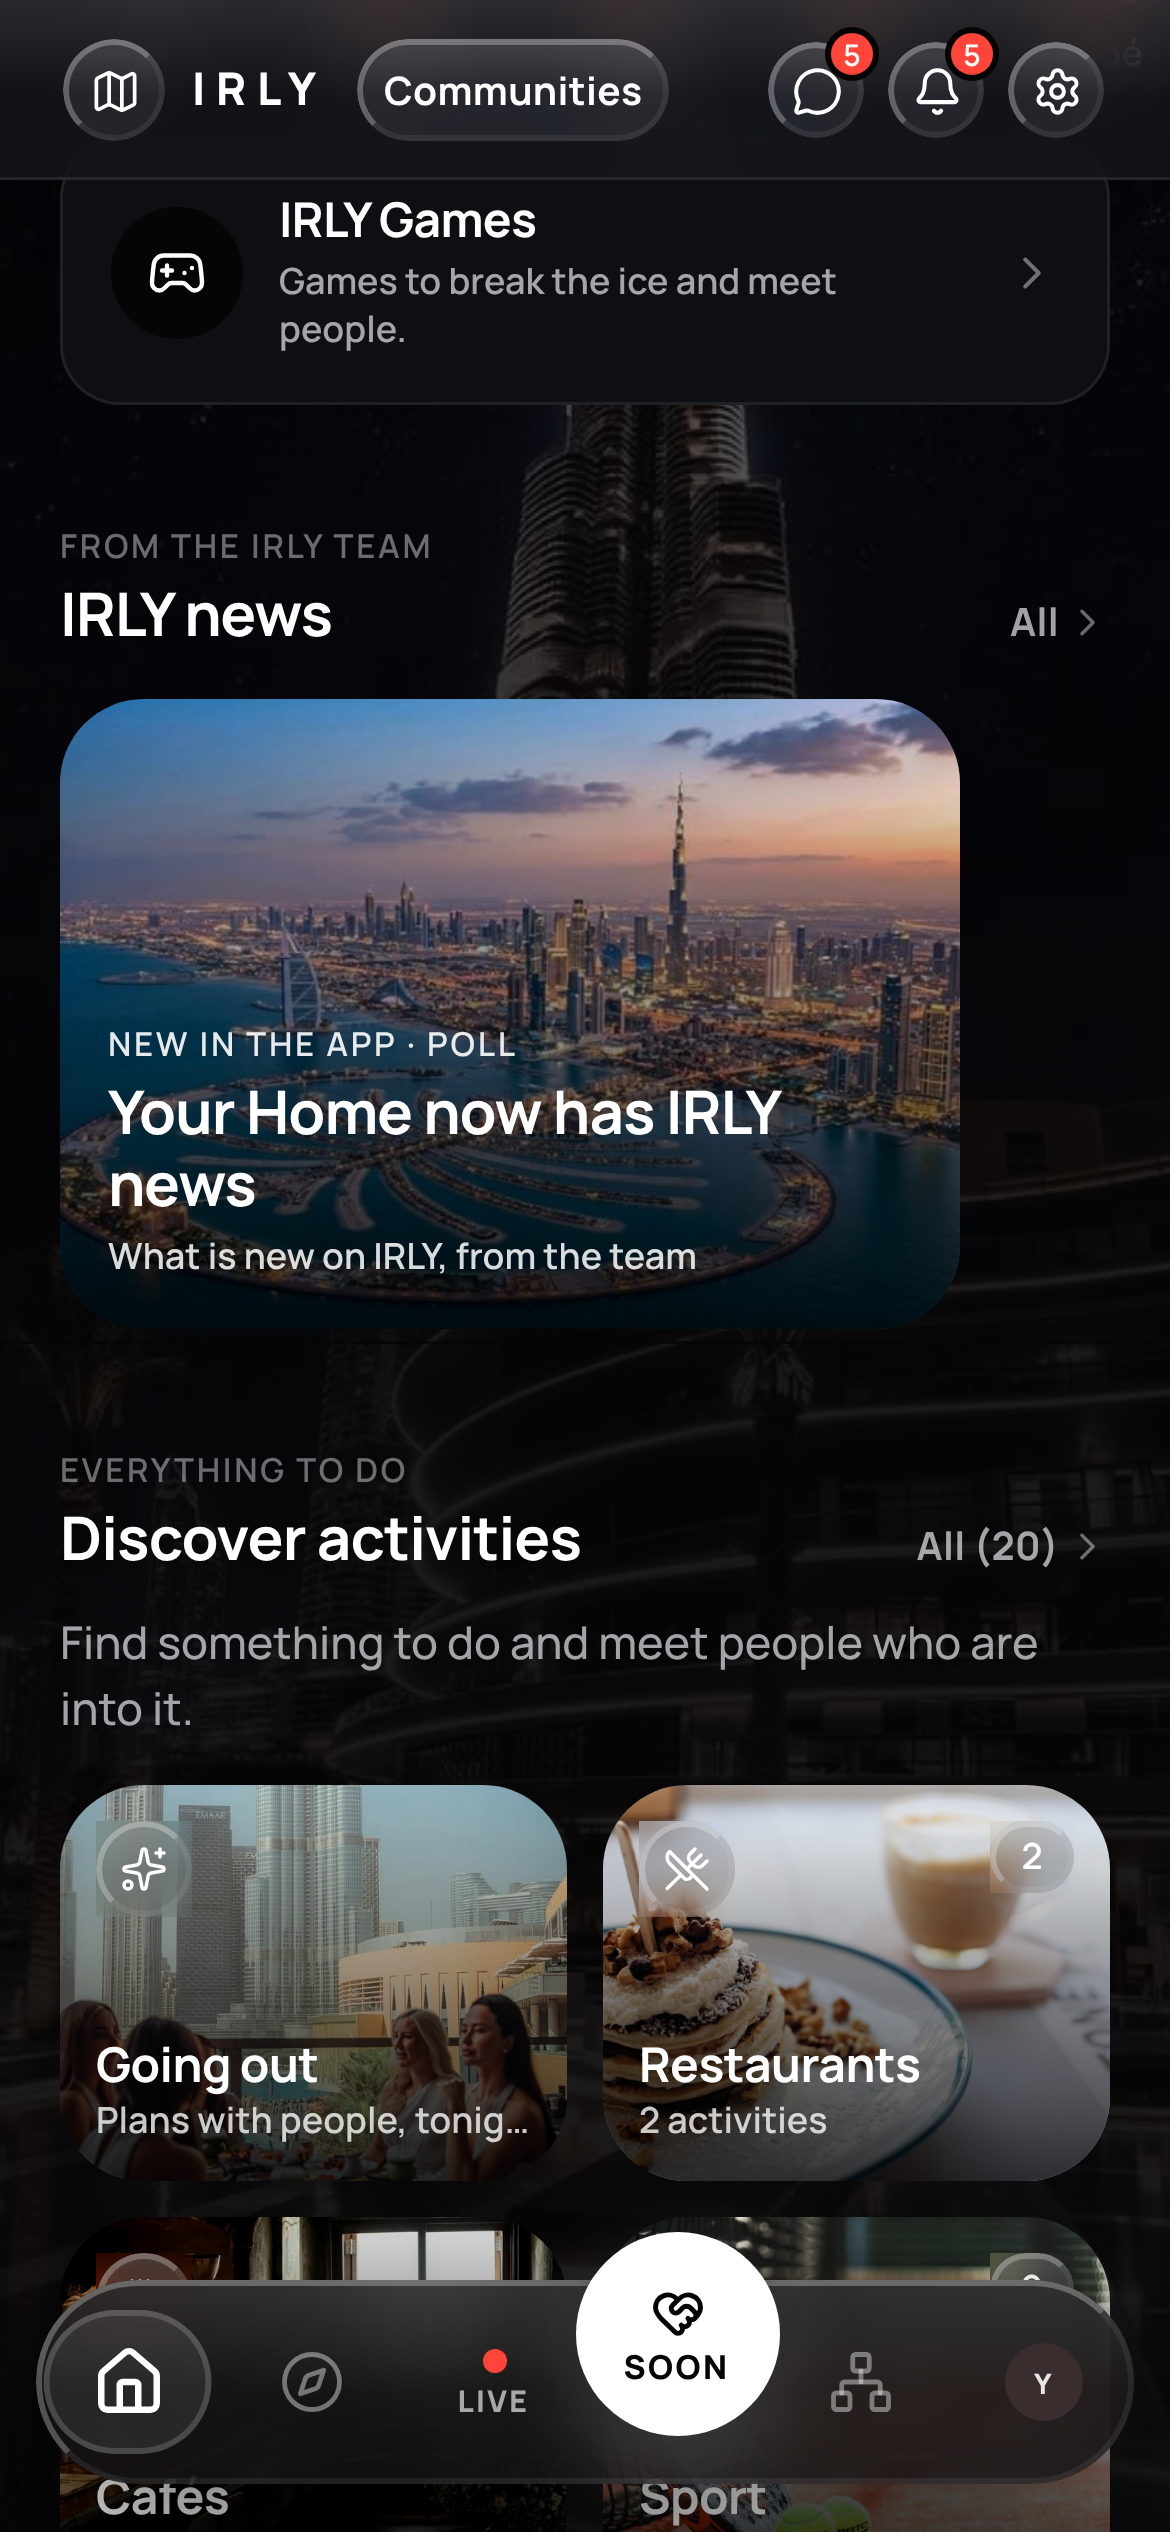 IRLY
Communities
5
5
IRLY Games
Games to break the ice and meet
people.
FROM THE IRLY TEAM
IRLY news
All
NEW IN THE APP · POLL
Your Home now has IRLY
news
What is new on IRLY, from the team
EVERYTHING TO DO
Discover activities
All (20)
Find something to do and meet people who are
into it.
EMAAR
2
Going out
Plans with people, tonig...
Restaurants
2 activities
LIVE
SOON
Y
Cafés
Sport